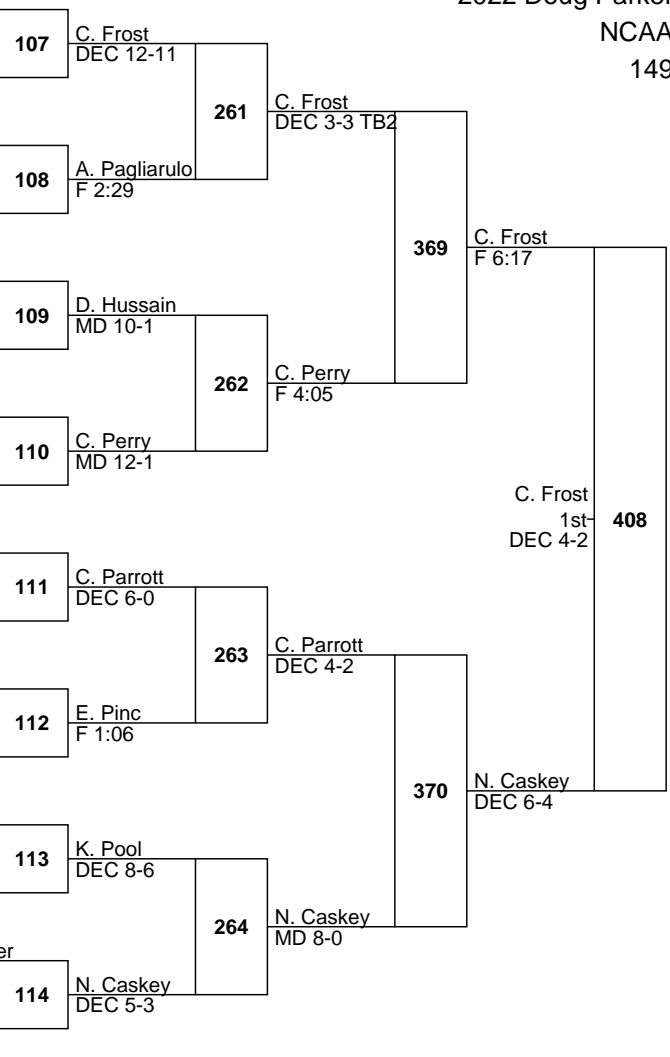 NCAA
149
107
C. Frost
DEC 12-11
261
C. Frost
DEC 3-3 TB2
108
A. Pagliarulo
F 2:29
369
C. Frost
F 6:17
109
D. Hussain
MD 10-1
262
C. Perry
F 4:05
110
C. Perry
MD 12-1
C. Frost
1st
DEC 4-2
408
111
C. Parrott
DEC 6-0
263
C. Parrott
DEC 4-2
112
E. Pinc
F 1:06
370
N. Caskey
DEC 6-4
113
K. Pool
DEC 8-6
264
N. Caskey
MD 8-0
er
114
N. Caskey
DEC 5-3